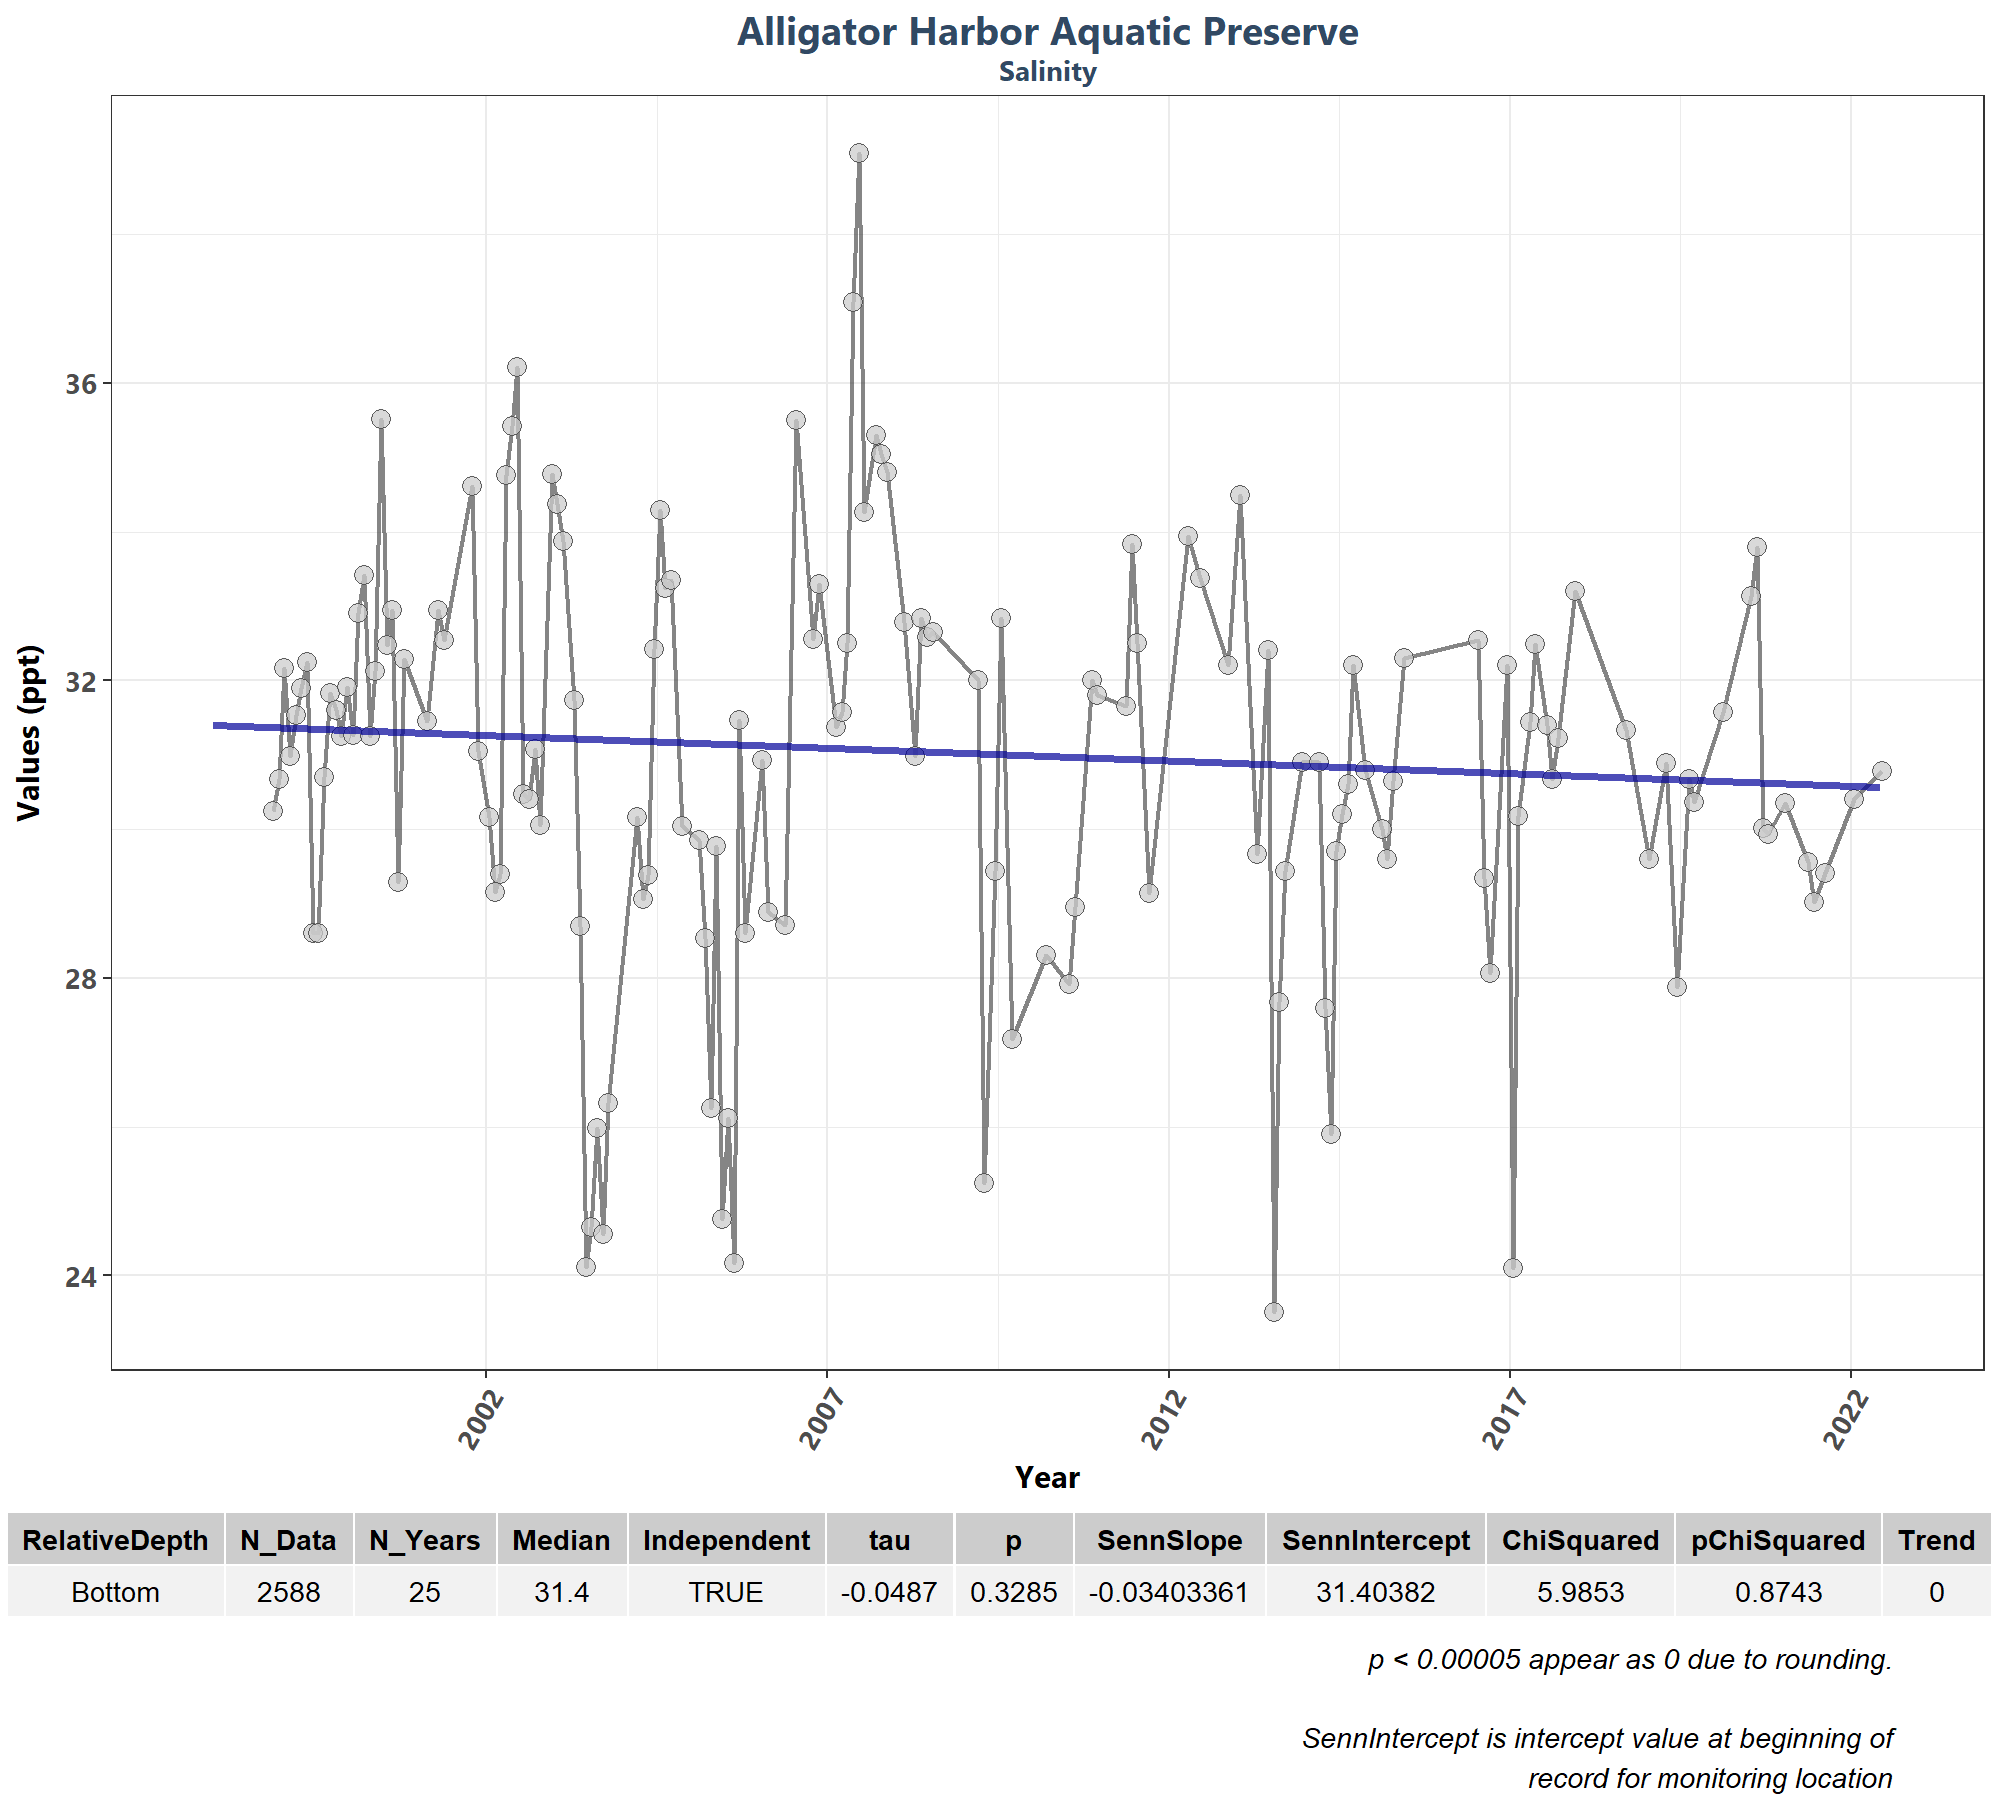 Alligator Harbor Aquatic Preserve
Salinity
36
32
28
24
Values (ppt)
2002 2007 2012 2017 2022
Year
RelativeDepth N_Data N_Years Median Independent tau p SennSlope SennIntercept ChiSquared pChiSquared Trend
Bottom 2588 25 31.4 TRUE -0.0487 0.3285 -0.03403361 31.40382 5.9853 0.8743 0
p < 0.00005 appear as 0 due to rounding.
SennIntercept is intercept value at beginning of
record for monitoring location